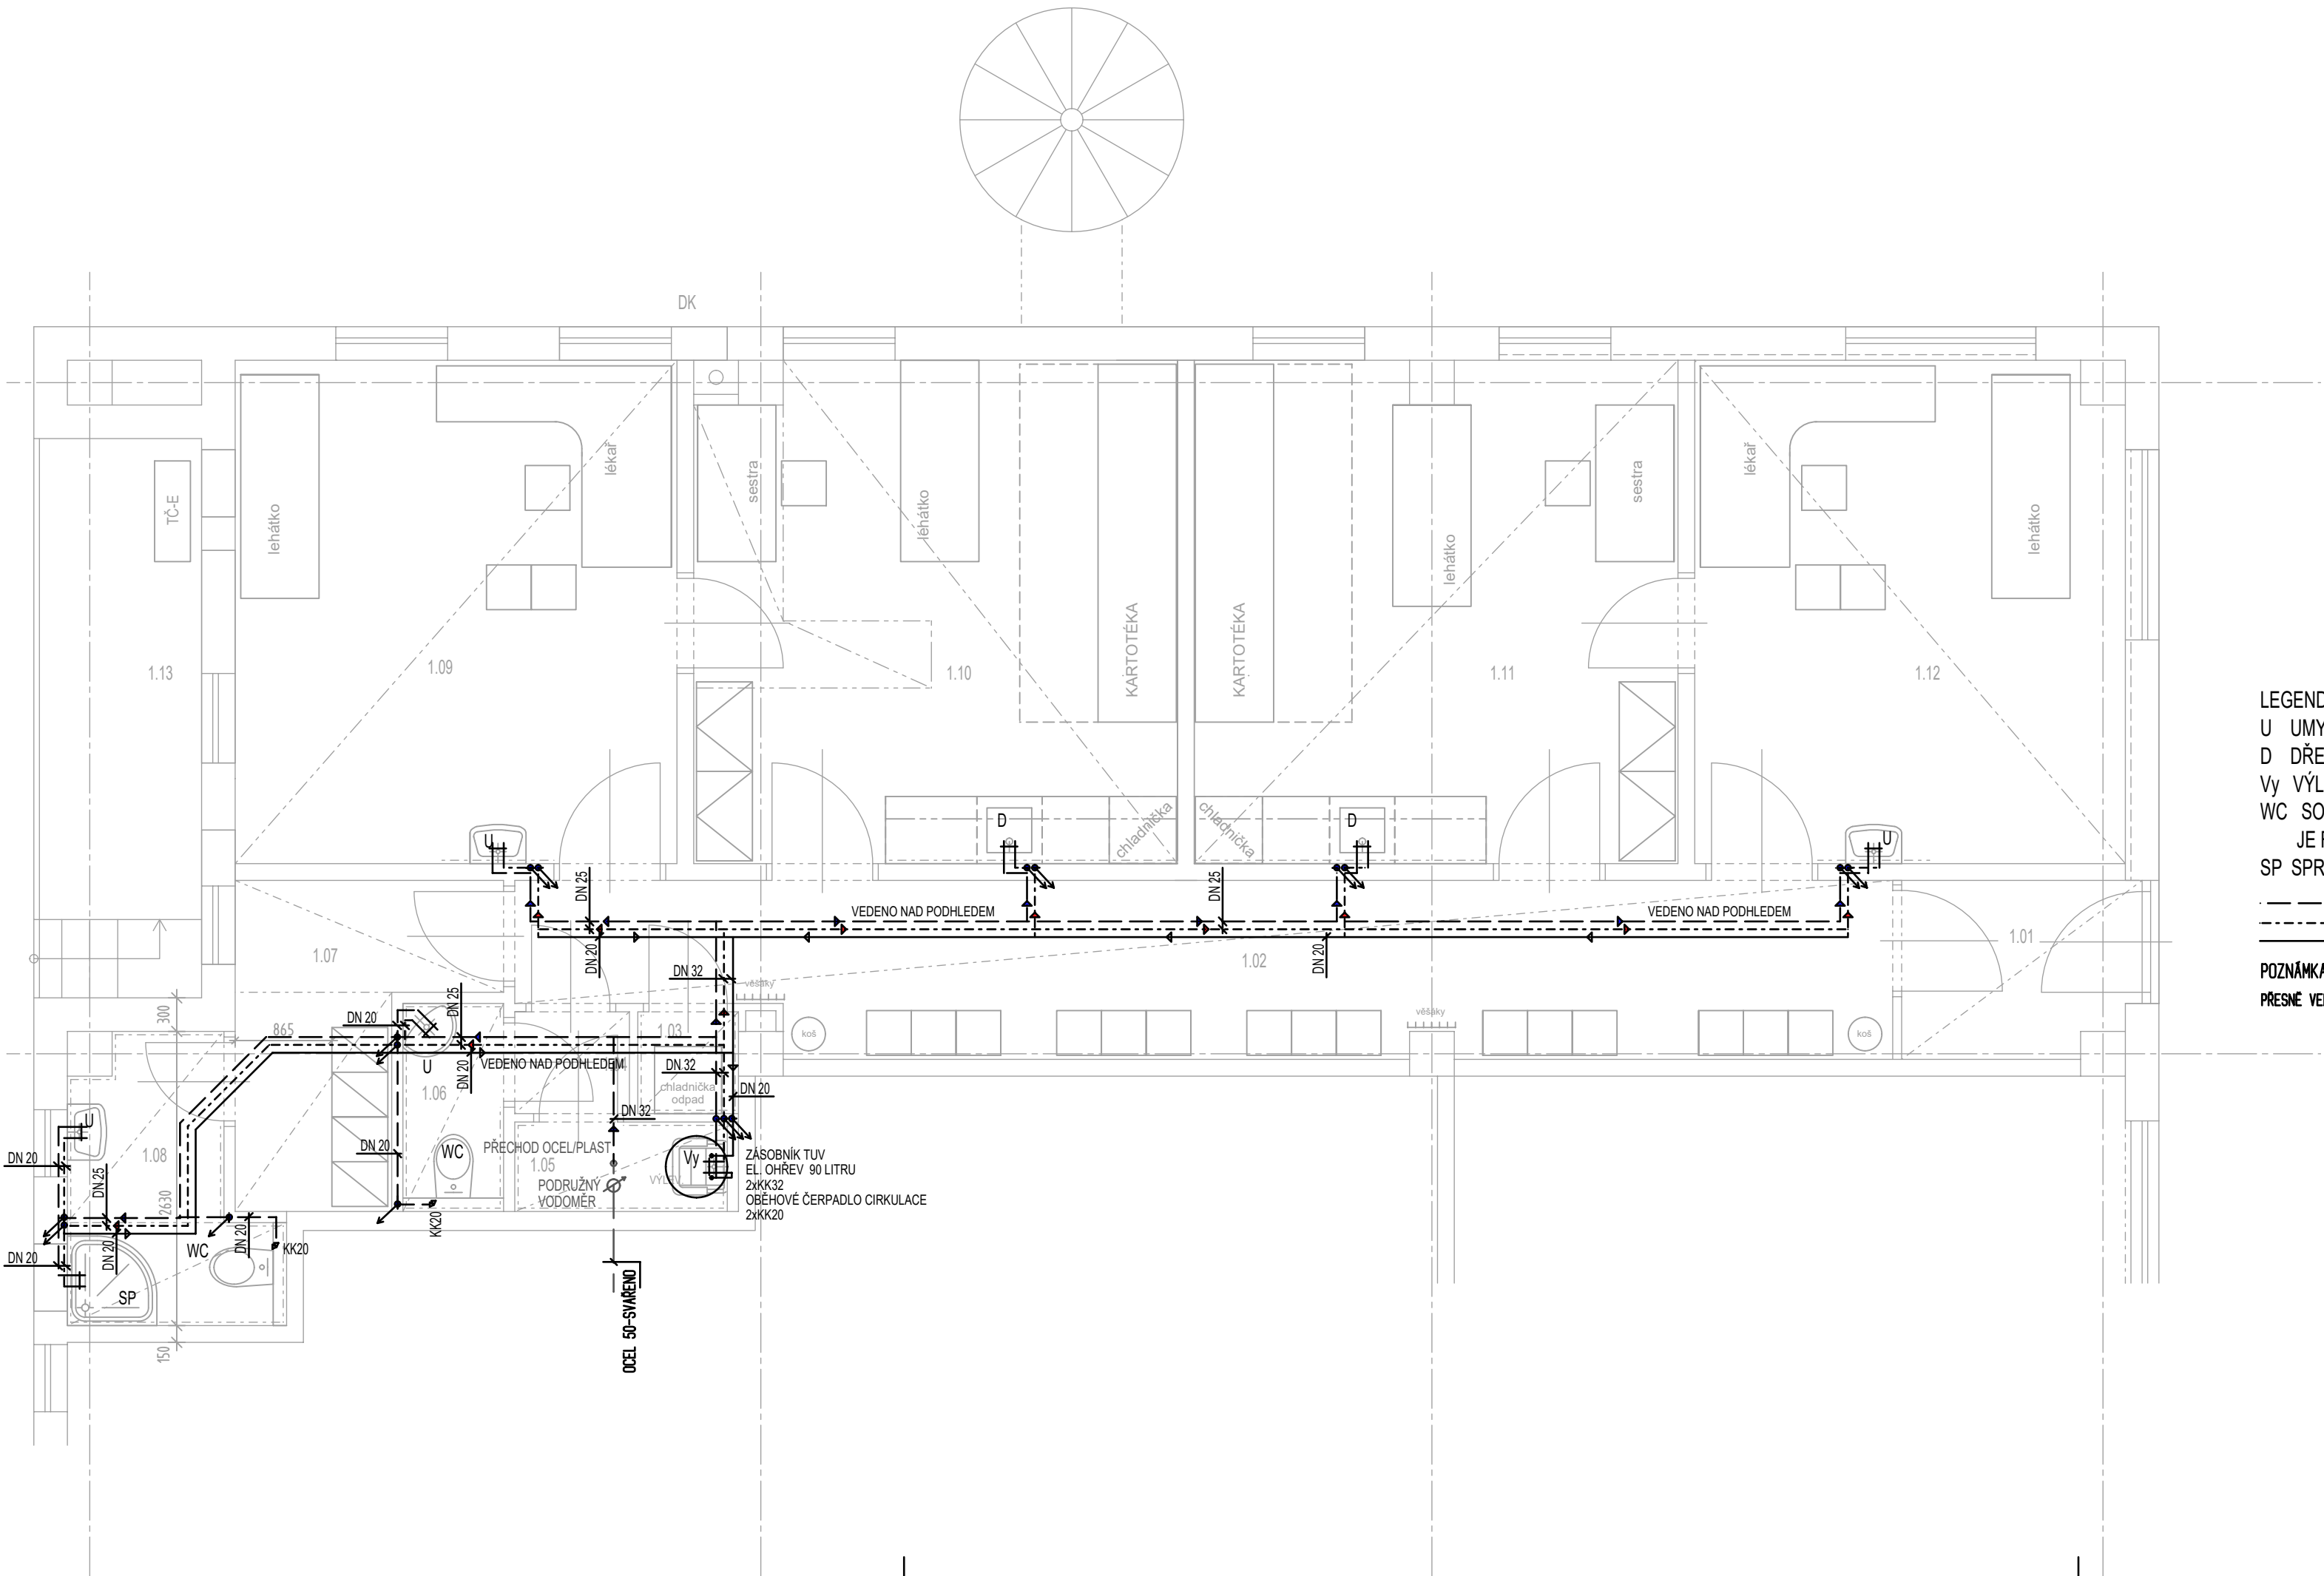 DK
TČ-E
lehátko
lékař
sestra
lehátko
KARTOTÉKA
KARTOTÉKA
lehátko
sestra
lékař
lehátko
1.13
1.09
1.10
1.11
1.12
U
D
chladnička
chladnička
D
U
DN 25
DN 25
VEDENO NAD PODHLEDEM
VEDENO NAD PODHLEDEM
DN 20
DN 20
1.07
1.02
1.01
DN 32
věšáky
věšáky
koš
koš
300
865
DN 20
DN 25
1.03
U
DN 20
VEDENO NAD PODHLEDEM
DN 32
1.06
chladnička
odpad
DN 20
DN 32
U
1.08
DN 20
DN 25
DN 20
WC
PŘECHOD OCEL/PLAST
1.05
PODRUŽNÝ
VODOMĚR
Vy
VÝLEV
ZÁSOBNÍK TUV
EL. OHŘEV 90 LITRU
2xKK32
OBĚHOVÉ ČERPADLO CIRKULACE
2xKK20
2630
KK20
DN 20
DN 20
WC
DN 20
KK20
SP
150
OCEL 50-SVAŘENO
LEGEND
U UMY
D DŘE
Vy VÝL
WC SO
JE
SP SPR
POZNÁMKA
PŘESNĚ VE